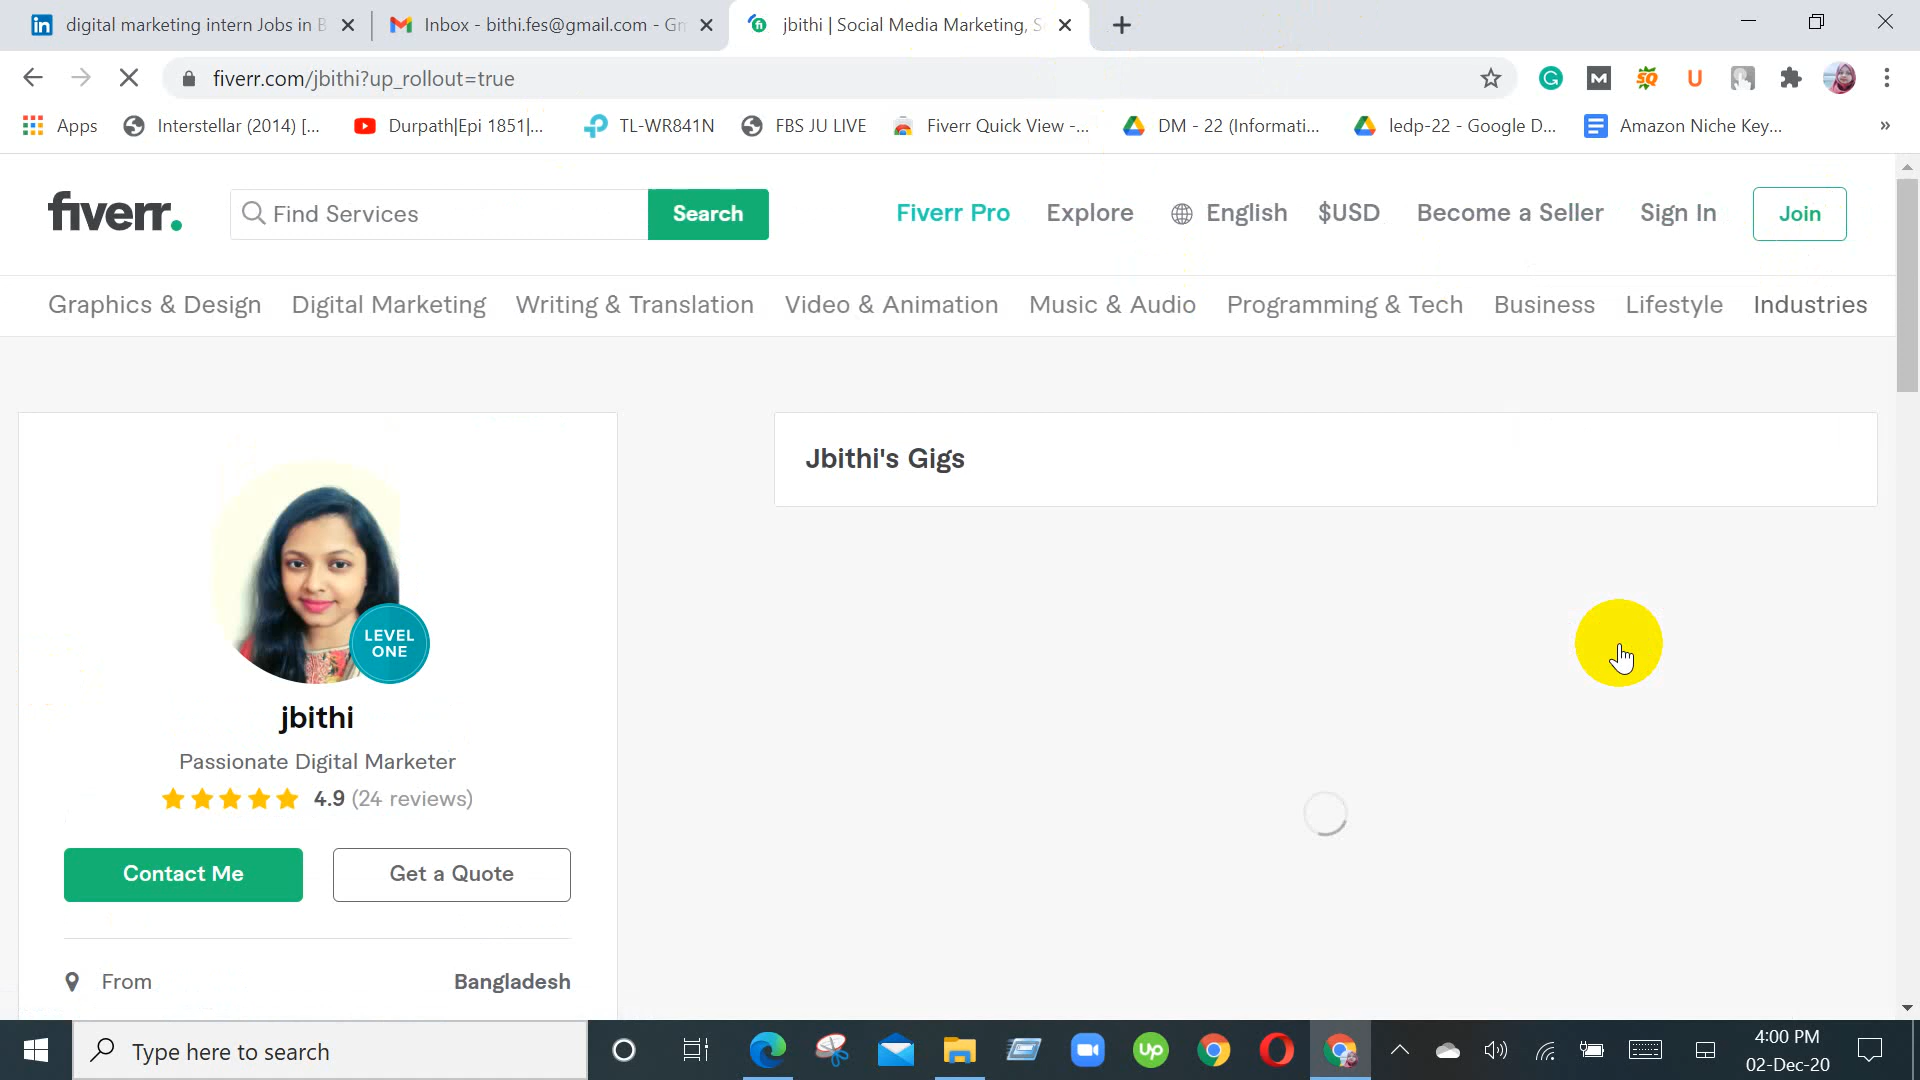 digital marketing intern Jobs in B
Inbox - bithi.fes@gmail.com - Gm
jbithi | Social Media Marketing, S
fiverr.com/jbithi?up_rollout=true
Apps
Interstellar (2014) [...
Durpath|Epi 1851|...
TL-WR841N
FBS JU LIVE
Fiverr Quick View -...
DM - 22 (Informati...
ledp-22 - Google D...
Amazon Niche Key...
»
fiverr.
Find Services
Search
Fiverr Pro
Explore
English
$USD
Become a Seller
Sign In
Join
Graphics & Design
Digital Marketing
Writing & Translation
Video & Animation
Music & Audio
Programming & Tech
Business
Lifestyle
Industries
Jbithi's Gigs
LEVEL
ONE
jbithi
Passionate Digital Marketer
4.9 (24 reviews)
Contact Me
Get a Quote
From
Bangladesh
Type here to search
4:00 PM
02-Dec-20